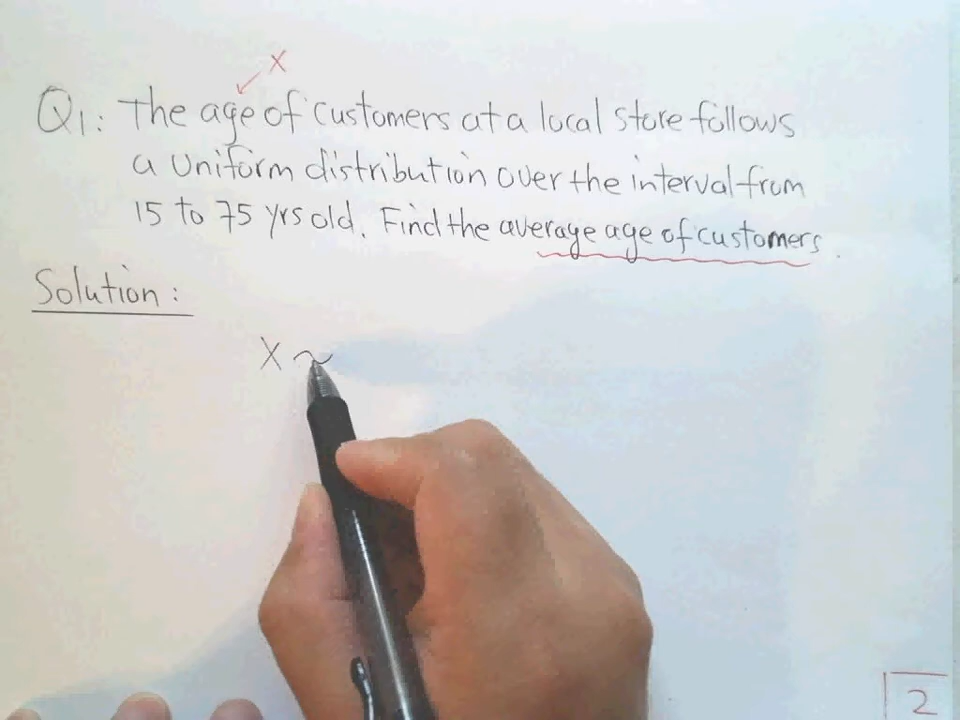 X
Q1: The age of customers at a local store follows
a uniform distribution over the interval from
15 to 75 yrs old. Find the average age of customers.
Solution:
X ~
2